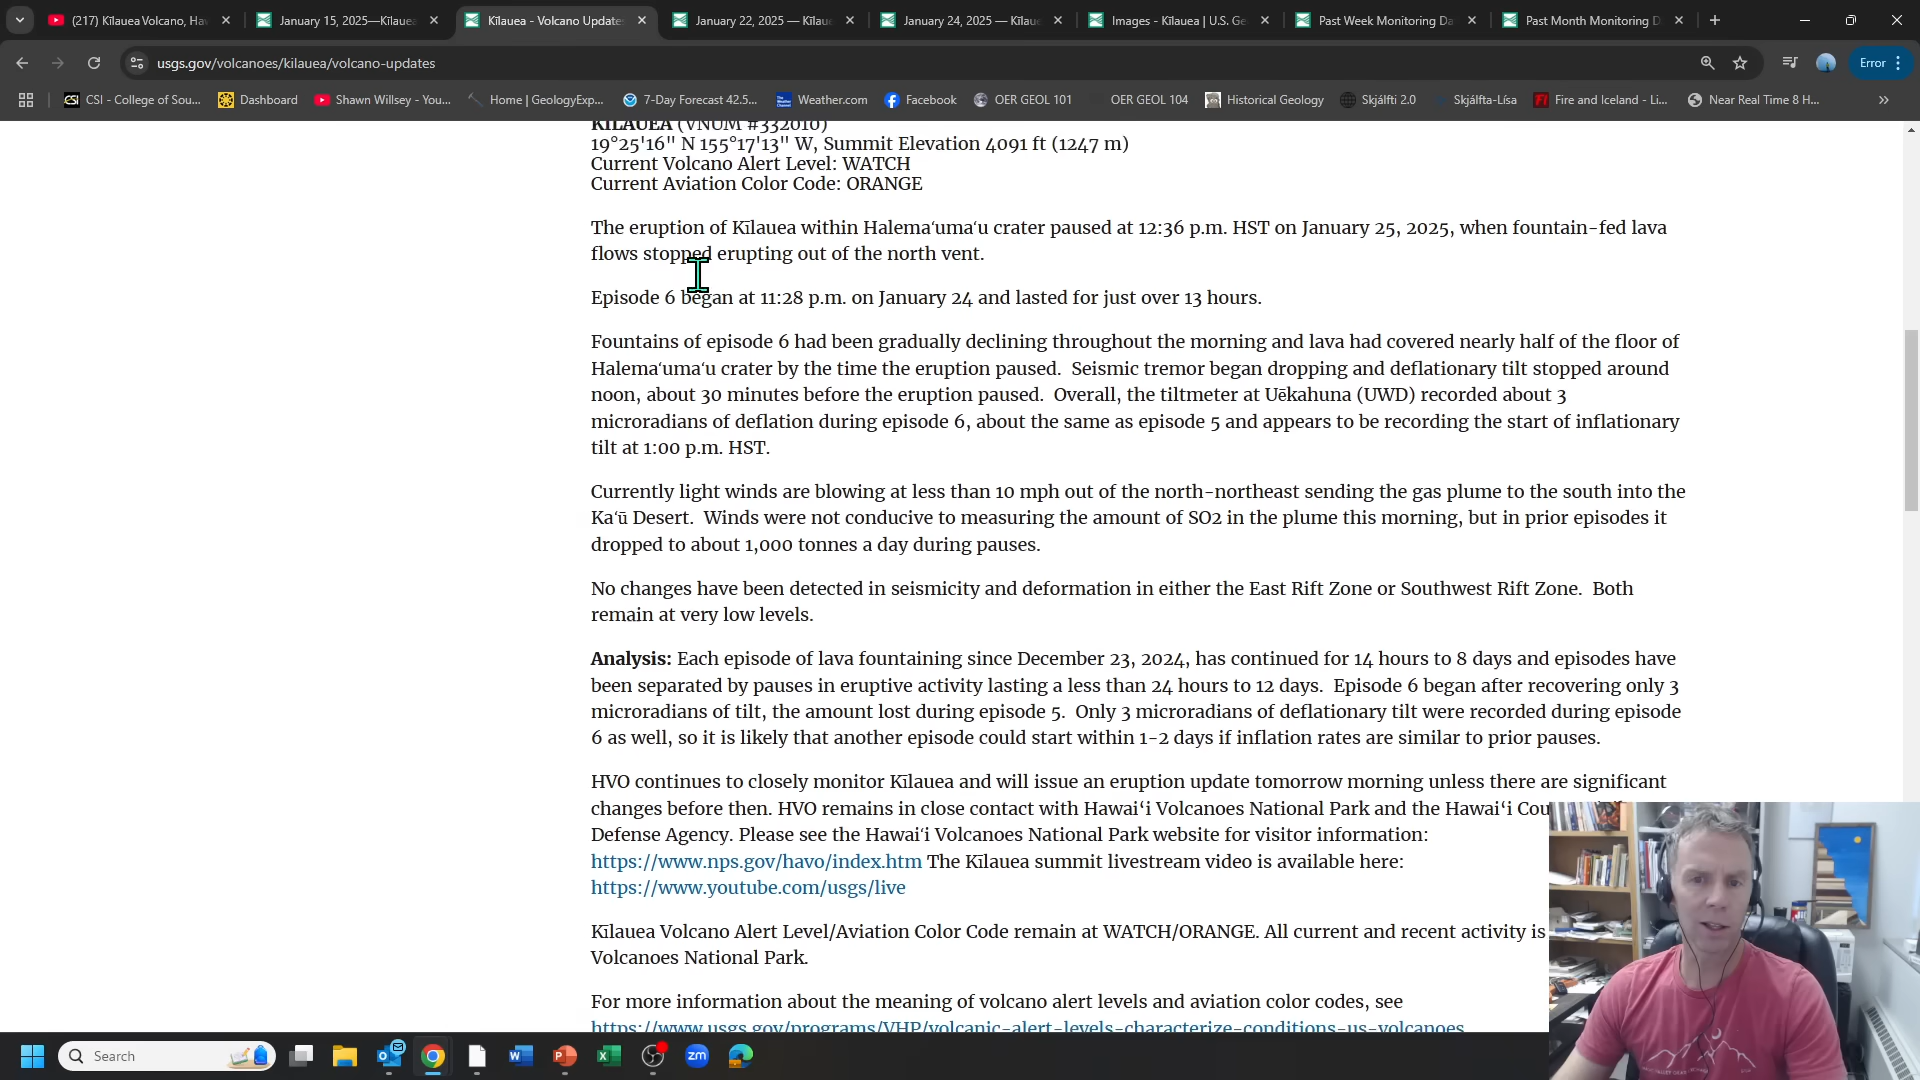 (217) Kīlauea Volcano, Ha
January 15, 2025—Kīlauea
Kīlauea - Volcano Updates
January 22, 2025 — Kīlau
January 24, 2025 — Kīlau
Images - Kīlauea | U.S. Ge
Past Week Monitoring Da
Past Month Monitoring D
usgs.gov/volcanoes/kilauea/volcano-updates
Error
CSI - College of Sou...
Dashboard
Shawn Willsey - You...
Home | GeologyExp...
7-Day Forecast 42.5...
Weather.com
Facebook
OER GEOL 101
OER GEOL 104
Historical Geology
Skjálfti 2.0
Skjálfta-Lísa
Fire and Iceland - Li...
Near Real Time 8 H...
KILAUEA (VNUM #332010)
19°25'16" N 155°17'13" W, Summit Elevation 4091 ft (1247 m)
Current Volcano Alert Level: WATCH
Current Aviation Color Code: ORANGE
The eruption of Kīlauea within Halemaʻumaʻu crater paused at 12:36 p.m. HST on January 25, 2025, when fountain-fed lava
flows stopped erupting out of the north vent.
Episode 6 began at 11:28 p.m. on January 24 and lasted for just over 13 hours.
Fountains of episode 6 had been gradually declining throughout the morning and lava had covered nearly half of the floor of
Halemaʻumaʻu crater by the time the eruption paused.  Seismic tremor began dropping and deflationary tilt stopped around
noon, about 30 minutes before the eruption paused.  Overall, the tiltmeter at Uēkahuna (UWD) recorded about 3
microradians of deflation during episode 6, about the same as episode 5 and appears to be recording the start of inflationary
tilt at 1:00 p.m. HST.
Currently light winds are blowing at less than 10 mph out of the north-northeast sending the gas plume to the south into the
Kaʻū Desert.  Winds were not conducive to measuring the amount of SO2 in the plume this morning, but in prior episodes it
dropped to about 1,000 tonnes a day during pauses.
No changes have been detected in seismicity and deformation in either the East Rift Zone or Southwest Rift Zone.  Both
remain at very low levels.
Analysis: Each episode of lava fountaining since December 23, 2024, has continued for 14 hours to 8 days and episodes have
been separated by pauses in eruptive activity lasting a less than 24 hours to 12 days.  Episode 6 began after recovering only 3
microradians of tilt, the amount lost during episode 5.  Only 3 microradians of deflationary tilt were recorded during episode
6 as well, so it is likely that another episode could start within 1-2 days if inflation rates are similar to prior pauses.
HVO continues to closely monitor Kīlauea and will issue an eruption update tomorrow morning unless there are significant
changes before then. HVO remains in close contact with Hawaiʻi Volcanoes National Park and the Hawaiʻi Cou
Defense Agency. Please see the Hawaiʻi Volcanoes National Park website for visitor information:
https://www.nps.gov/havo/index.htm The Kīlauea summit livestream video is available here:
https://www.youtube.com/usgs/live
Kīlauea Volcano Alert Level/Aviation Color Code remain at WATCH/ORANGE. All current and recent activity is
Volcanoes National Park.
For more information about the meaning of volcano alert levels and aviation color codes, see
https://www.usgs.gov/programs/VHP/volcanic-alert-levels-characterize-conditions-us-volcanoes
Search